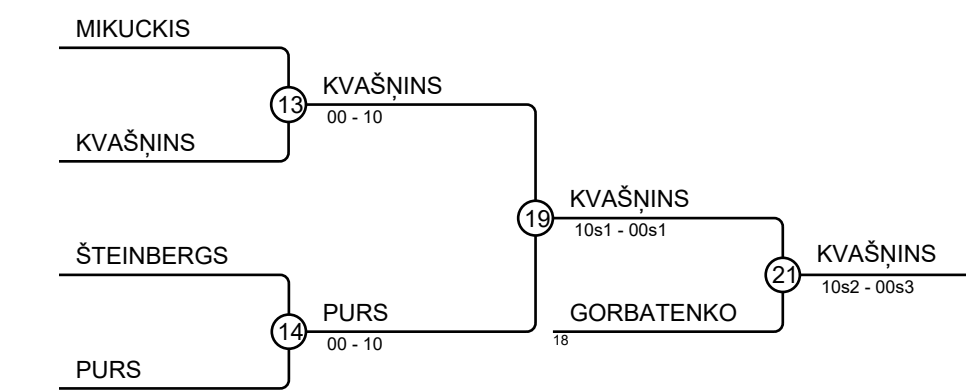 MIKUCKIS
13
KVAŠŅINS
00 - 10
KVAŠŅINS
19
KVAŠŅINS
10s1 - 00s1
21
KVAŠŅINS
10s2 - 00s3
ŠTEINBERGS
14
PURS
00 - 10
GORBATENKO
18
PURS